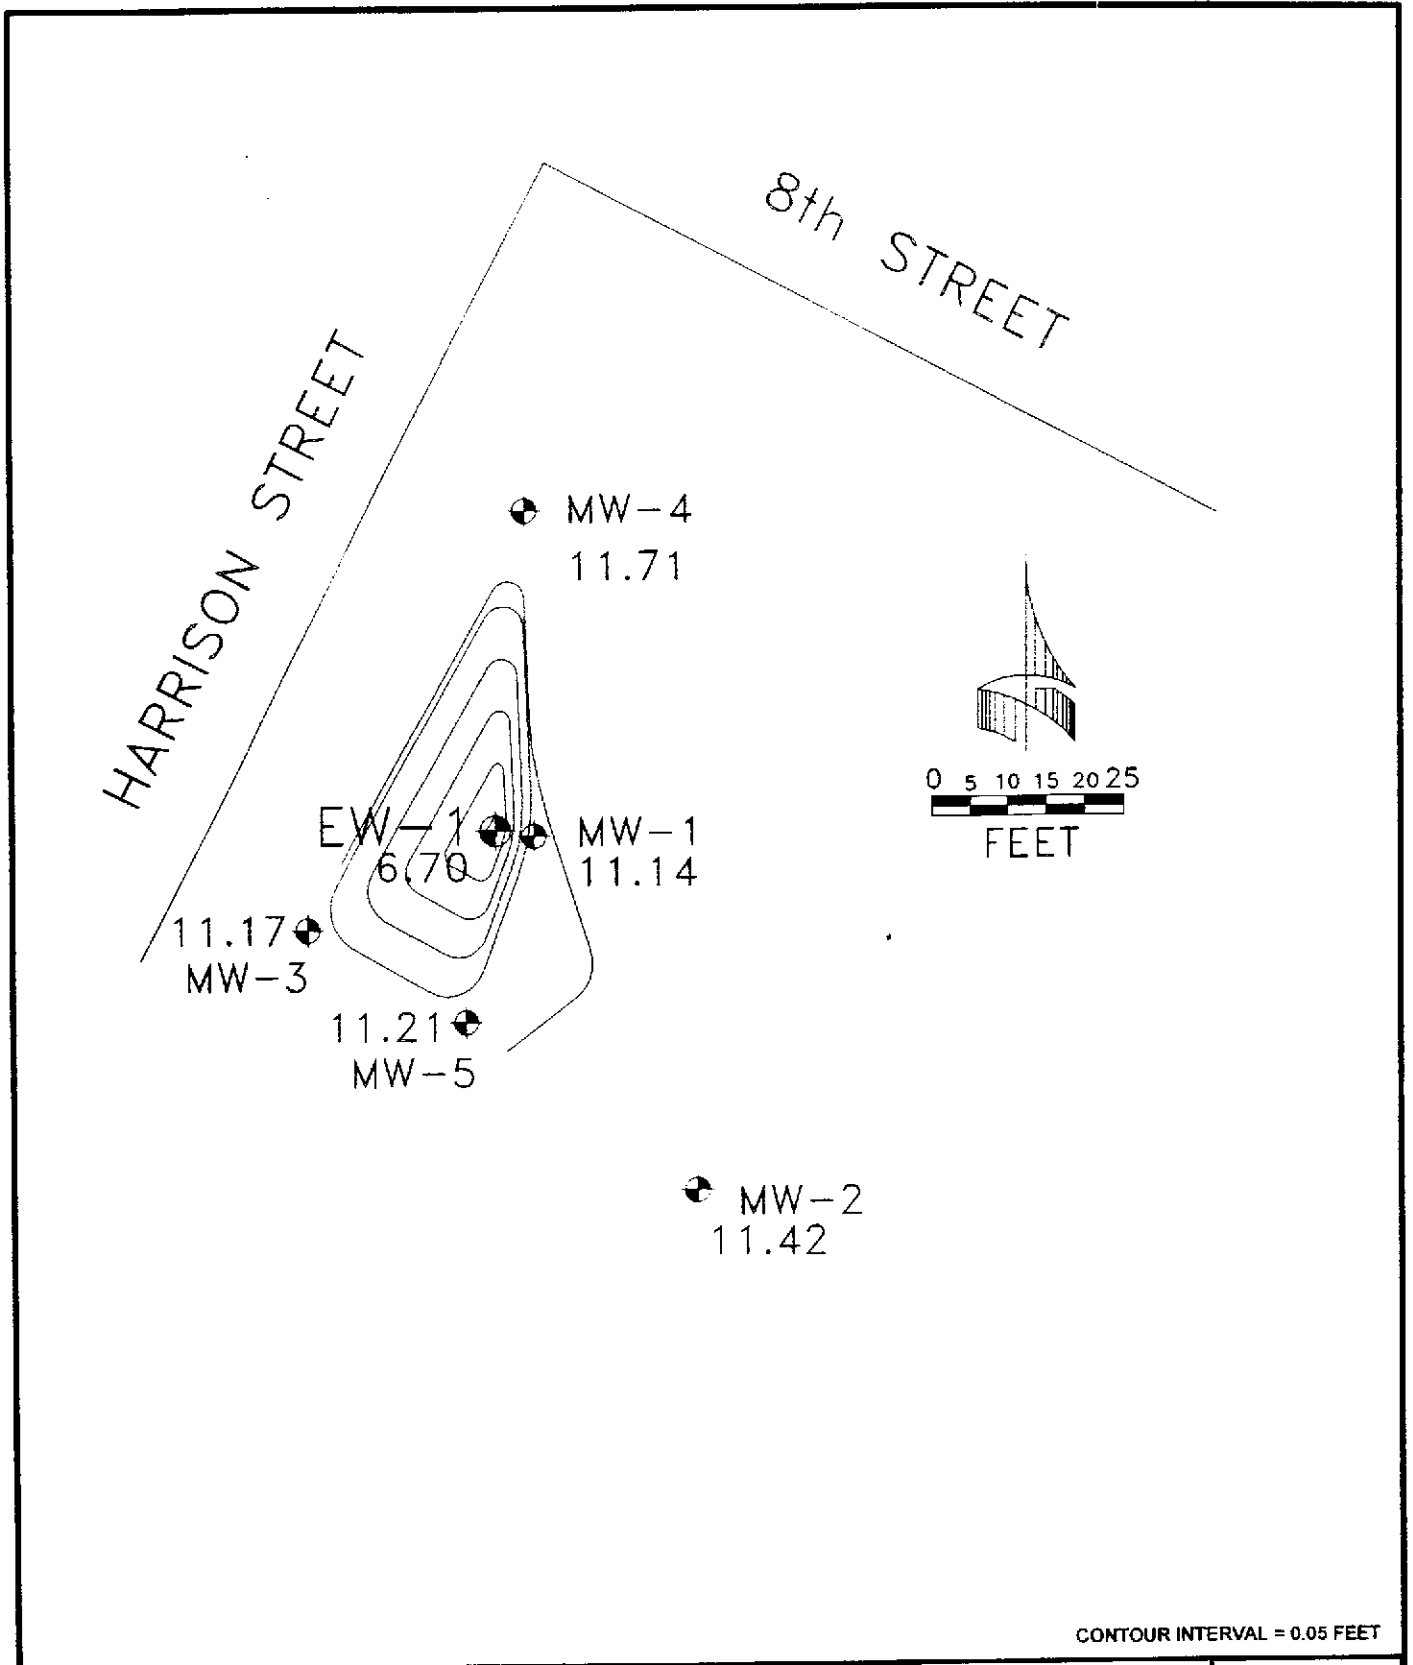 8th STREET
HARRISON STREET
MW-4
11.71
0 5 10 15 20 25
FEET
EW-1
6.70
MW-1
11.14
11.17
MW-3
11.21
MW-5
MW-2
11.42
CONTOUR INTERVAL = 0.05 FEET